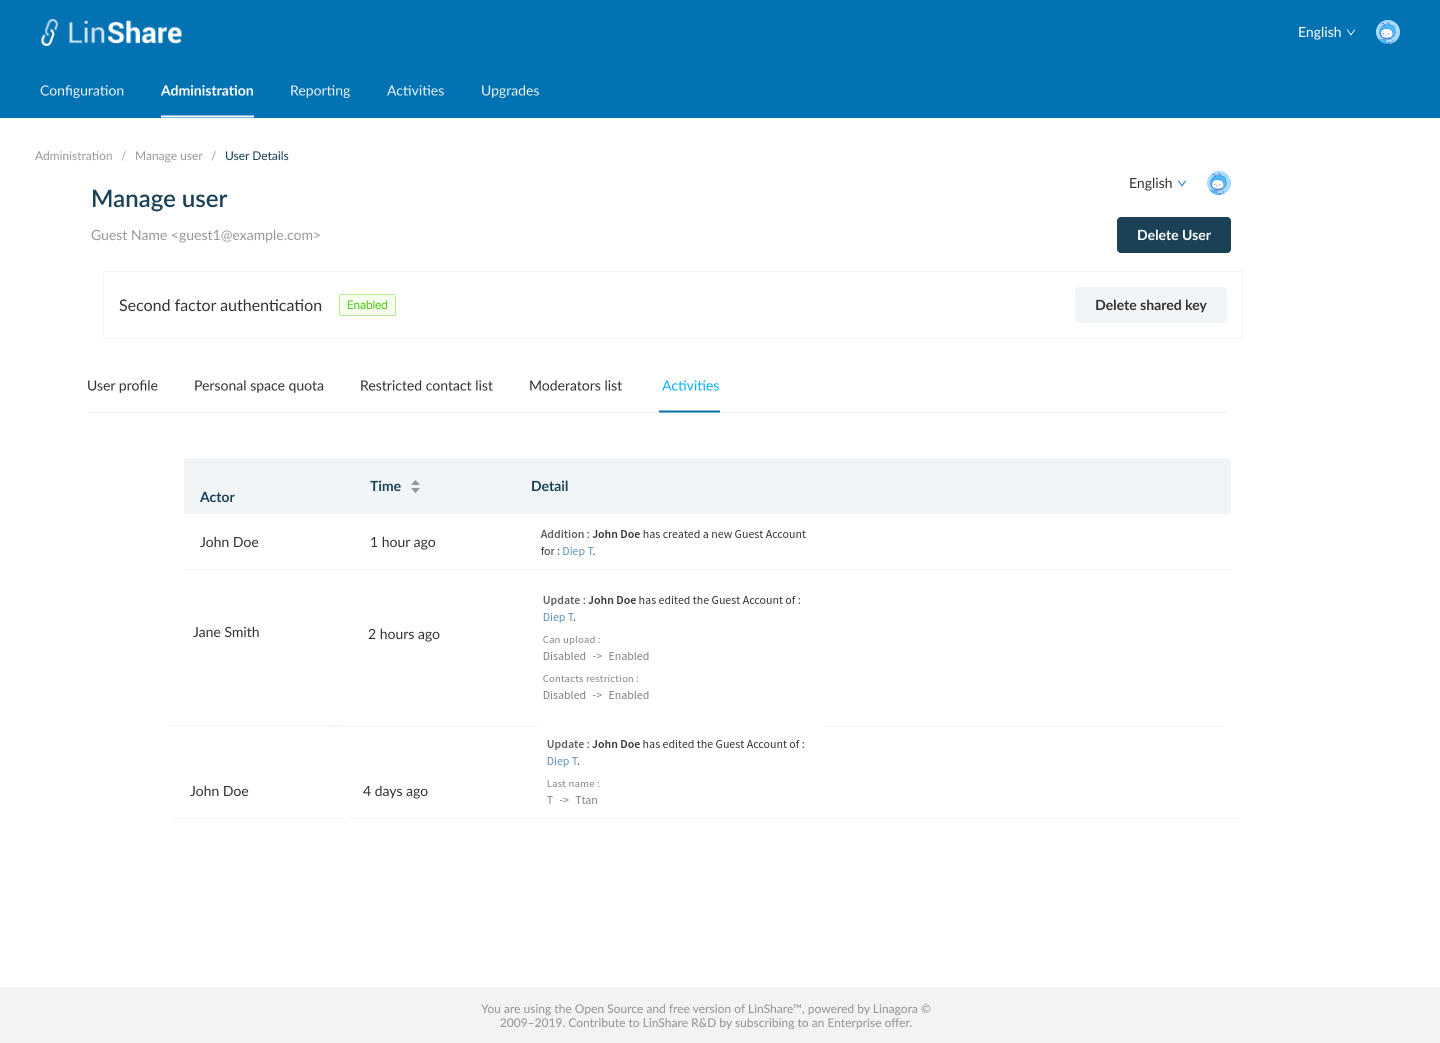 LinShare
English
Configuration Administration Reporting Activities Upgrades
Administration / Manage user / User Details
English
Manage user
Guest Name <guest1@example.com>
Delete User
Second factor authentication Enabled Delete shared key
User profile Personal space quota Restricted contact list Moderators list Activities
Actor Time Detail
John Doe 1 hour ago Addition : John Doe has created a new Guest Account
for : Diep T.
Jane Smith 2 hours ago Update : John Doe has edited the Guest Account of :
Diep T.
Can upload :
Disabled -> Enabled
Contacts restriction :
Disabled -> Enabled
John Doe 4 days ago Update : John Doe has edited the Guest Account of :
Diep T.
Last name :
T -> Ttan
You are using the Open Source and free version of LinShare™, powered by Linagora ©
2009–2019. Contribute to LinShare R&D by subscribing to an Enterprise offer.